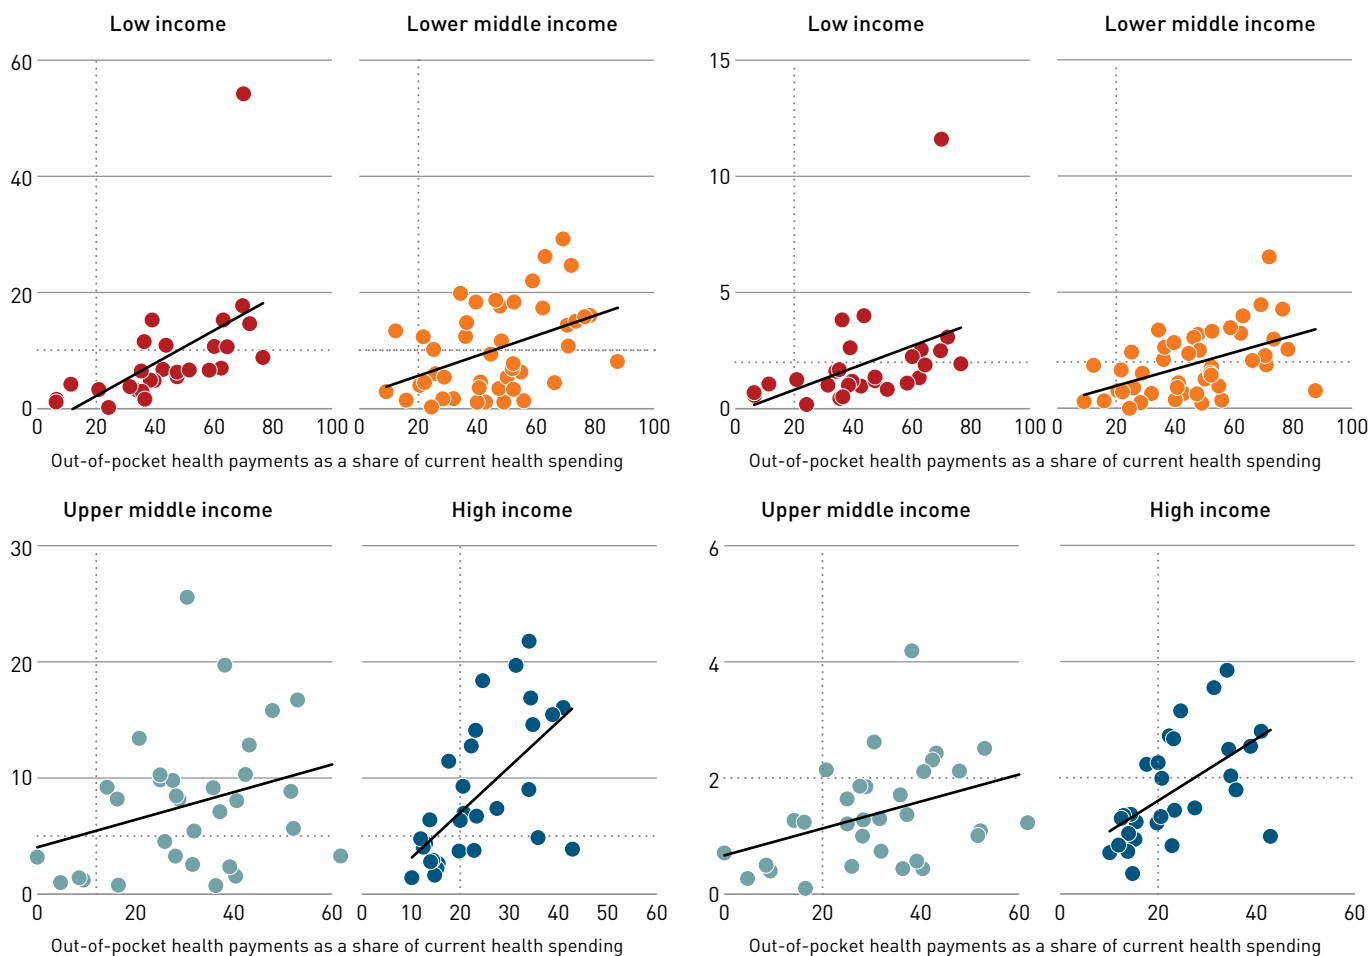 Low income
Lower middle income
Low income
Lower middle income
60
40
20
0
0 20 40 60 80 100
0 20 40 60 80 100
15
10
5
0
0 20 40 60 80 100
0 20 40 60 80 100
Out-of-pocket health payments as a share of current health spending
Out-of-pocket health payments as a share of current health spending
Upper middle income
High income
Upper middle income
High income
30
20
10
0
0 20 40 60
0 10 20 30 40 50 60
6
4
2
0
0 20 40 60
0 20 40 60
Out-of-pocket health payments as a share of current health spending
Out-of-pocket health payments as a share of current health spending